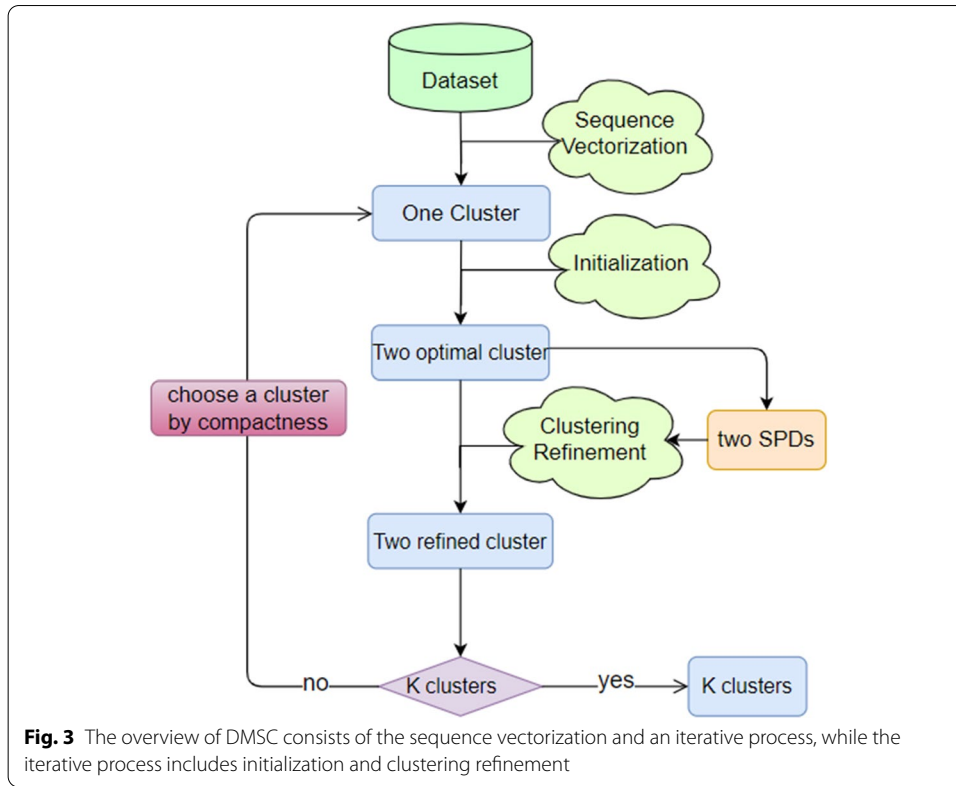 Dataset
Sequence
Vectorization
One Cluster
Initialization
Two optimal cluster
choose a cluster
by compactness
Clustering
Refinement
two SPDs
Two refined cluster
no
K clusters
yes
K clusters
Fig. 3 The overview of DMSC consists of the sequence vectorization and an iterative process, while the
iterative process includes initialization and clustering refinement